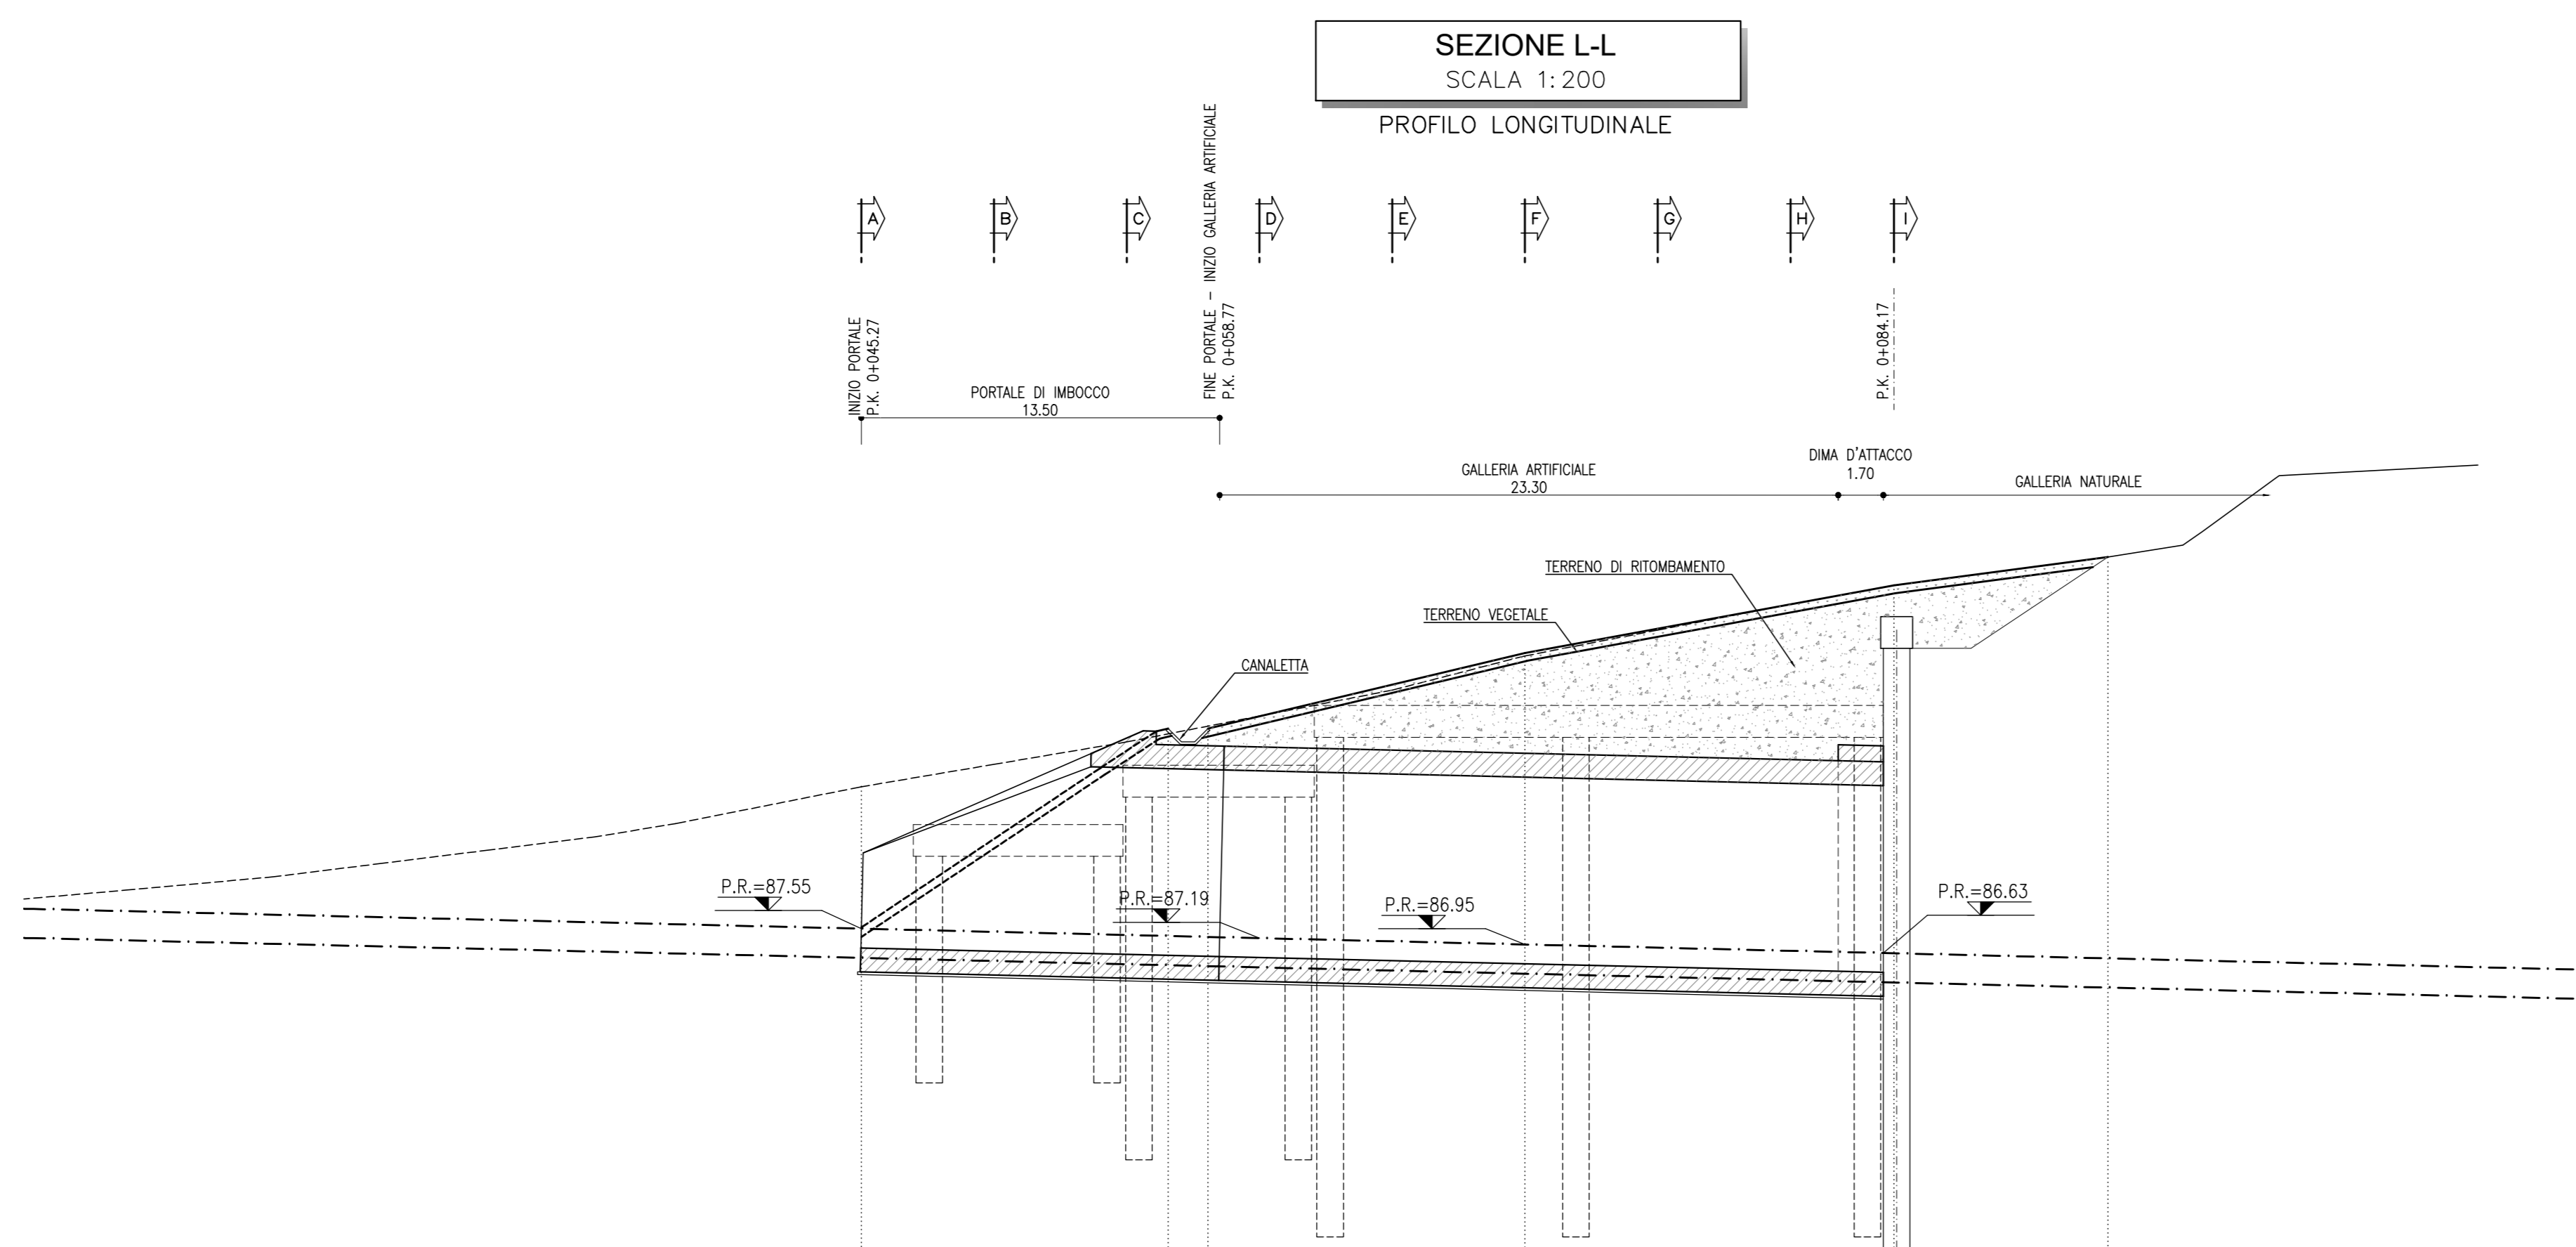 SEZIONE L-L
SCALA 1:200
PROFILO LONGITUDINALE
A
B
C
D
E
F
G
H
I
INIZIO PORTALE
P.K. 0+045.27
FINE PORTALE - INIZIO GALLERIA ARTIFICIALE
P.K. 0+058.77
P.K. 0+084.17
PORTALE DI IMBOCCO
13.50
GALLERIA ARTIFICIALE
23.30
DIMA D'ATTACCO
1.70
GALLERIA NATURALE
TERRENO DI RITOMBAMENTO
TERRENO VEGETALE
CANALETTA
P.R.=87.55
P.R.=87.19
P.R.=86.95
P.R.=86.63